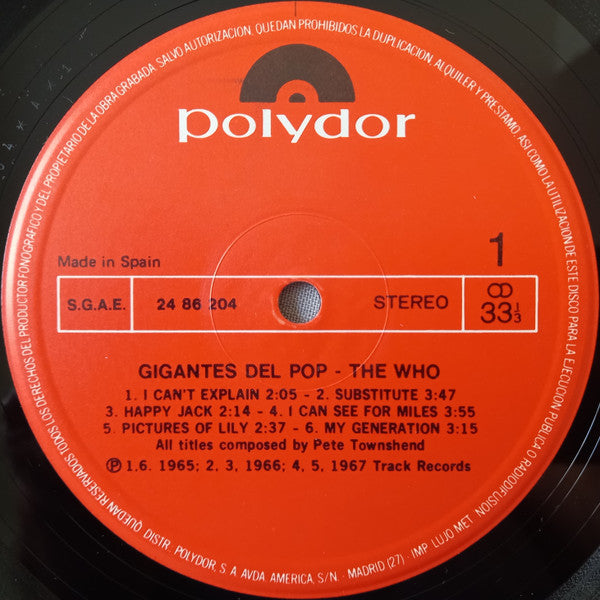 polydor
Made in Spain
1
S.G.A.E.
24 86 204
STEREO
33⅓
GIGANTES DEL POP - THE WHO
1. I CAN'T EXPLAIN 2:05 - 2. SUBSTITUTE 3:47
3. HAPPY JACK 2:14 - 4. I CAN SEE FOR MILES 3:55
5. PICTURES OF LILY 2:37 - 6. MY GENERATION 3:15
All titles composed by Pete Townshend
Ⓟ 1.6. 1965; 2, 3, 1966; 4, 5, 1967 Track Records
QUEDAN RESERVADOS TODOS LOS DERECHOS DEL PRODUCTOR FONOGRAFICO Y DEL PROPIETARIO DE LA OBRA GRABADA. SALVO AUTORIZACION, QUEDAN PROHIBIDOS LA DUPLICACION, ALQUILER Y PRESTAMO, ASI COMO LA UTILIZACION DE ESTE DISCO PARA LA EJECUCION PUBLICA O RADIODIFUSION.
DISTR. POLYDOR, S. A. AVDA. AMERICA, S/N. - MADRID (27) - IMP. LUJO MET.